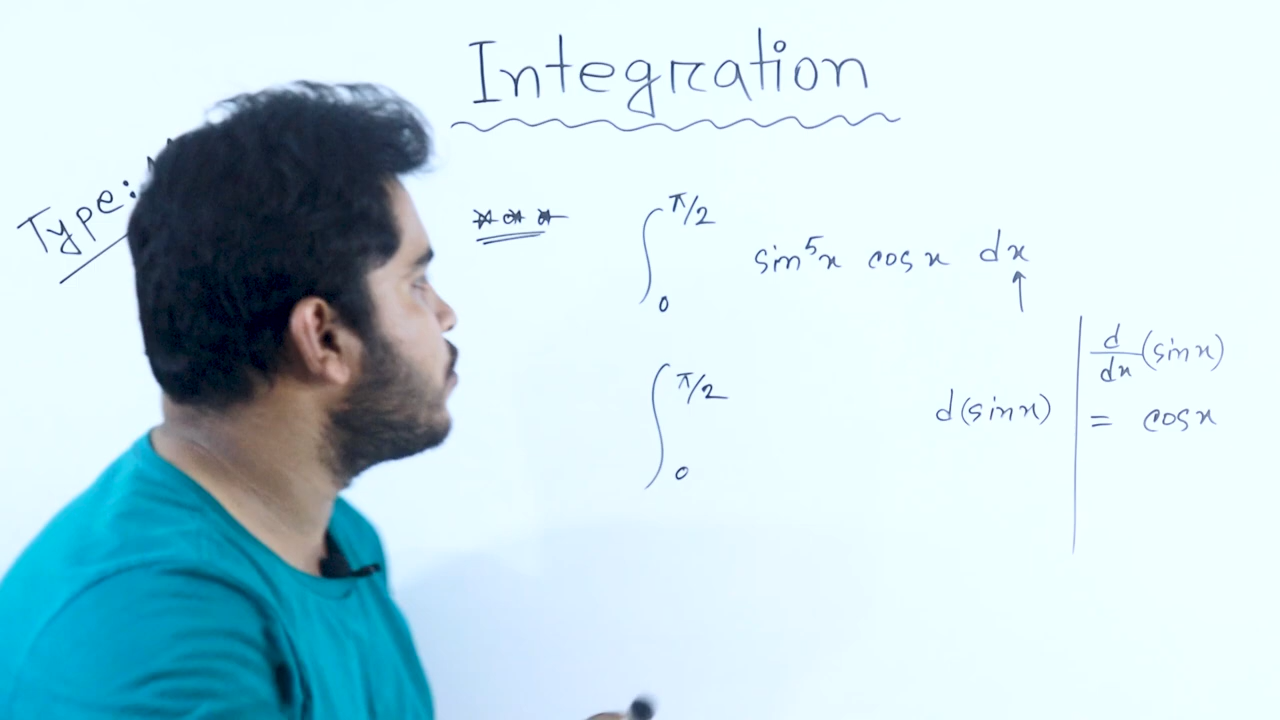 Integration
Type:
***
∫₀^{π/2} sin⁵x cosx dx
↑
∫₀^{π/2} d(sinx)
d/dx (sinx)
= cosx